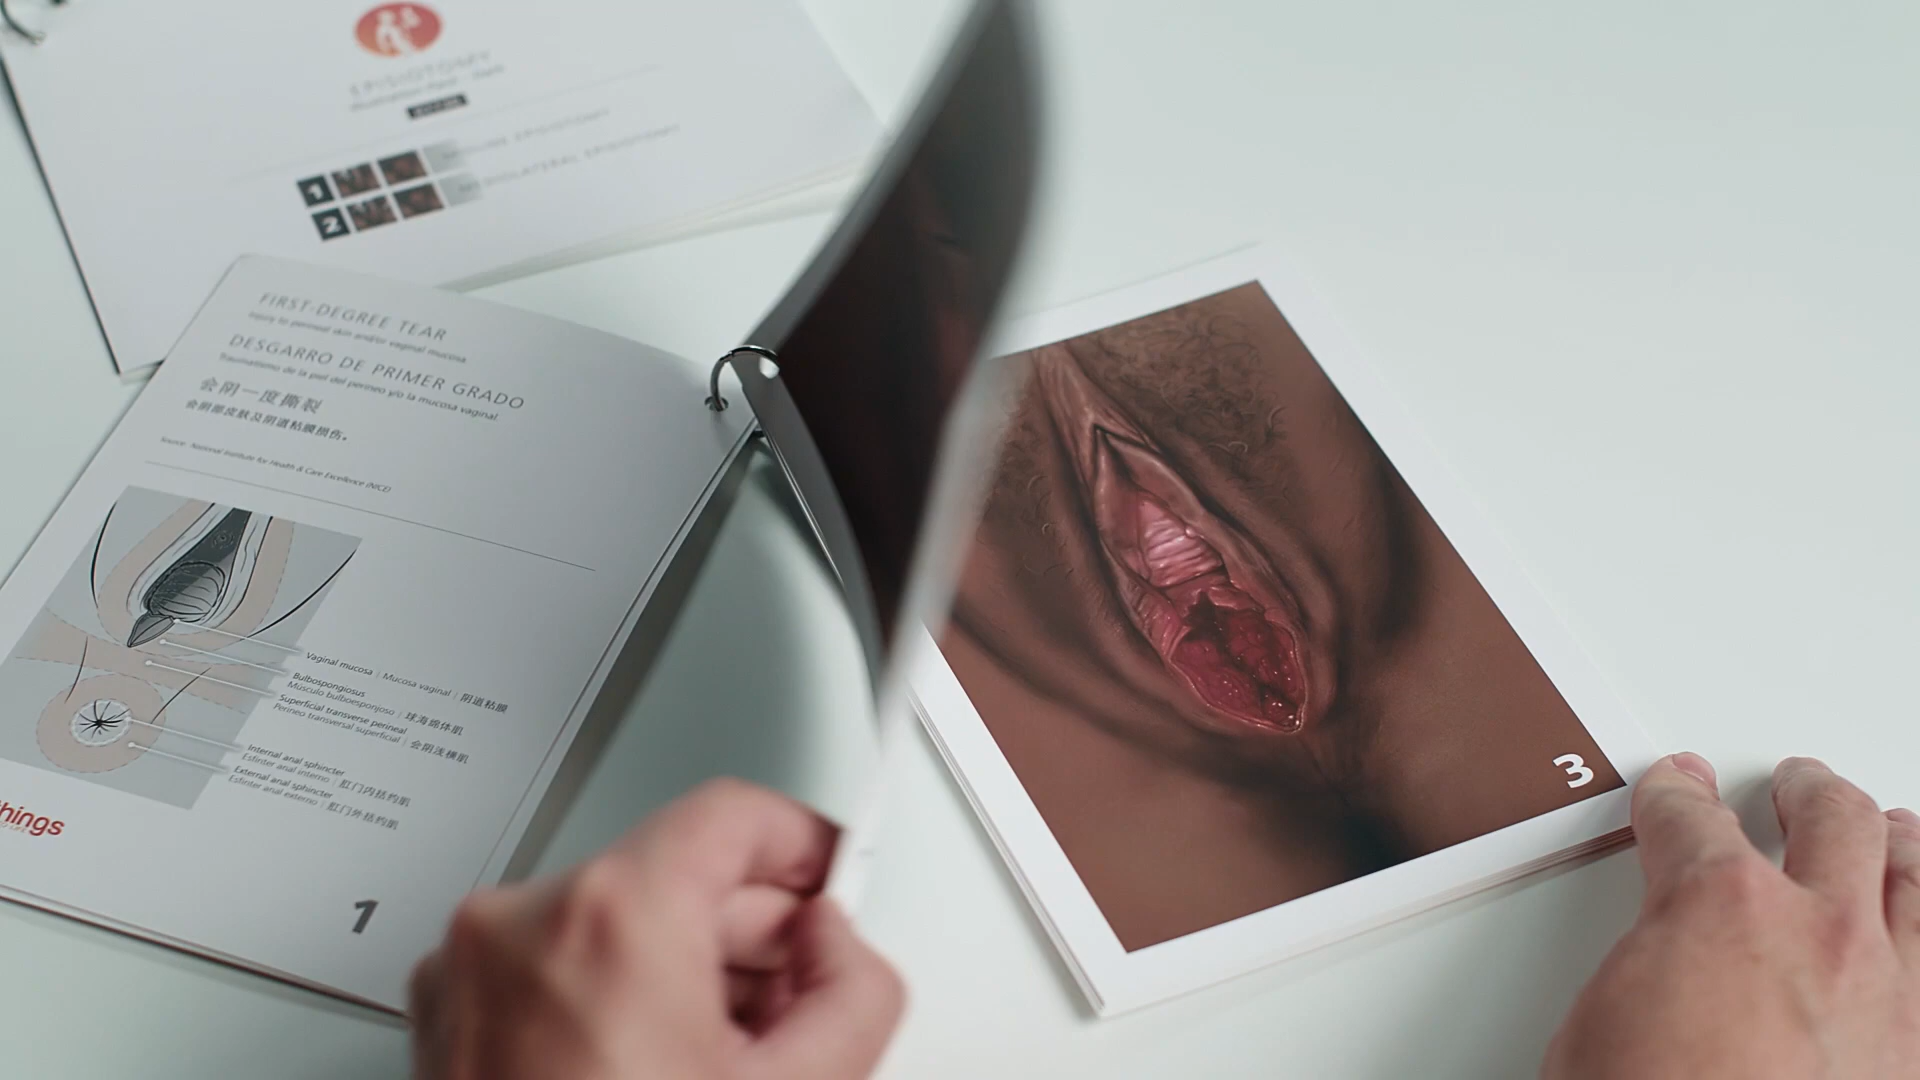 EPISIOTOMY
1
2
FIRST-DEGREE TEAR
Injury to perineal skin and/or vaginal mucosa
DESGARRO DE PRIMER GRADO
Traumatismo de la piel del perineo y/o la mucosa vaginal.
会阴一度撕裂
会阴部皮肤及阴道粘膜损伤。
Source: National Institute for Health & Care Excellence (NICE)
Vaginal mucosa | Mucosa vaginal | 阴道粘膜
Bulbospongiosus
Músculo bulboesponjoso | 球海绵体肌
Superficial transverse perineal
Perineo transversal superficial | 会阴浅横肌
Internal anal sphincter
Esfínter anal interno | 肛门内括约肌
External anal sphincter
Esfínter anal externo | 肛门外括约肌
hings
1
3